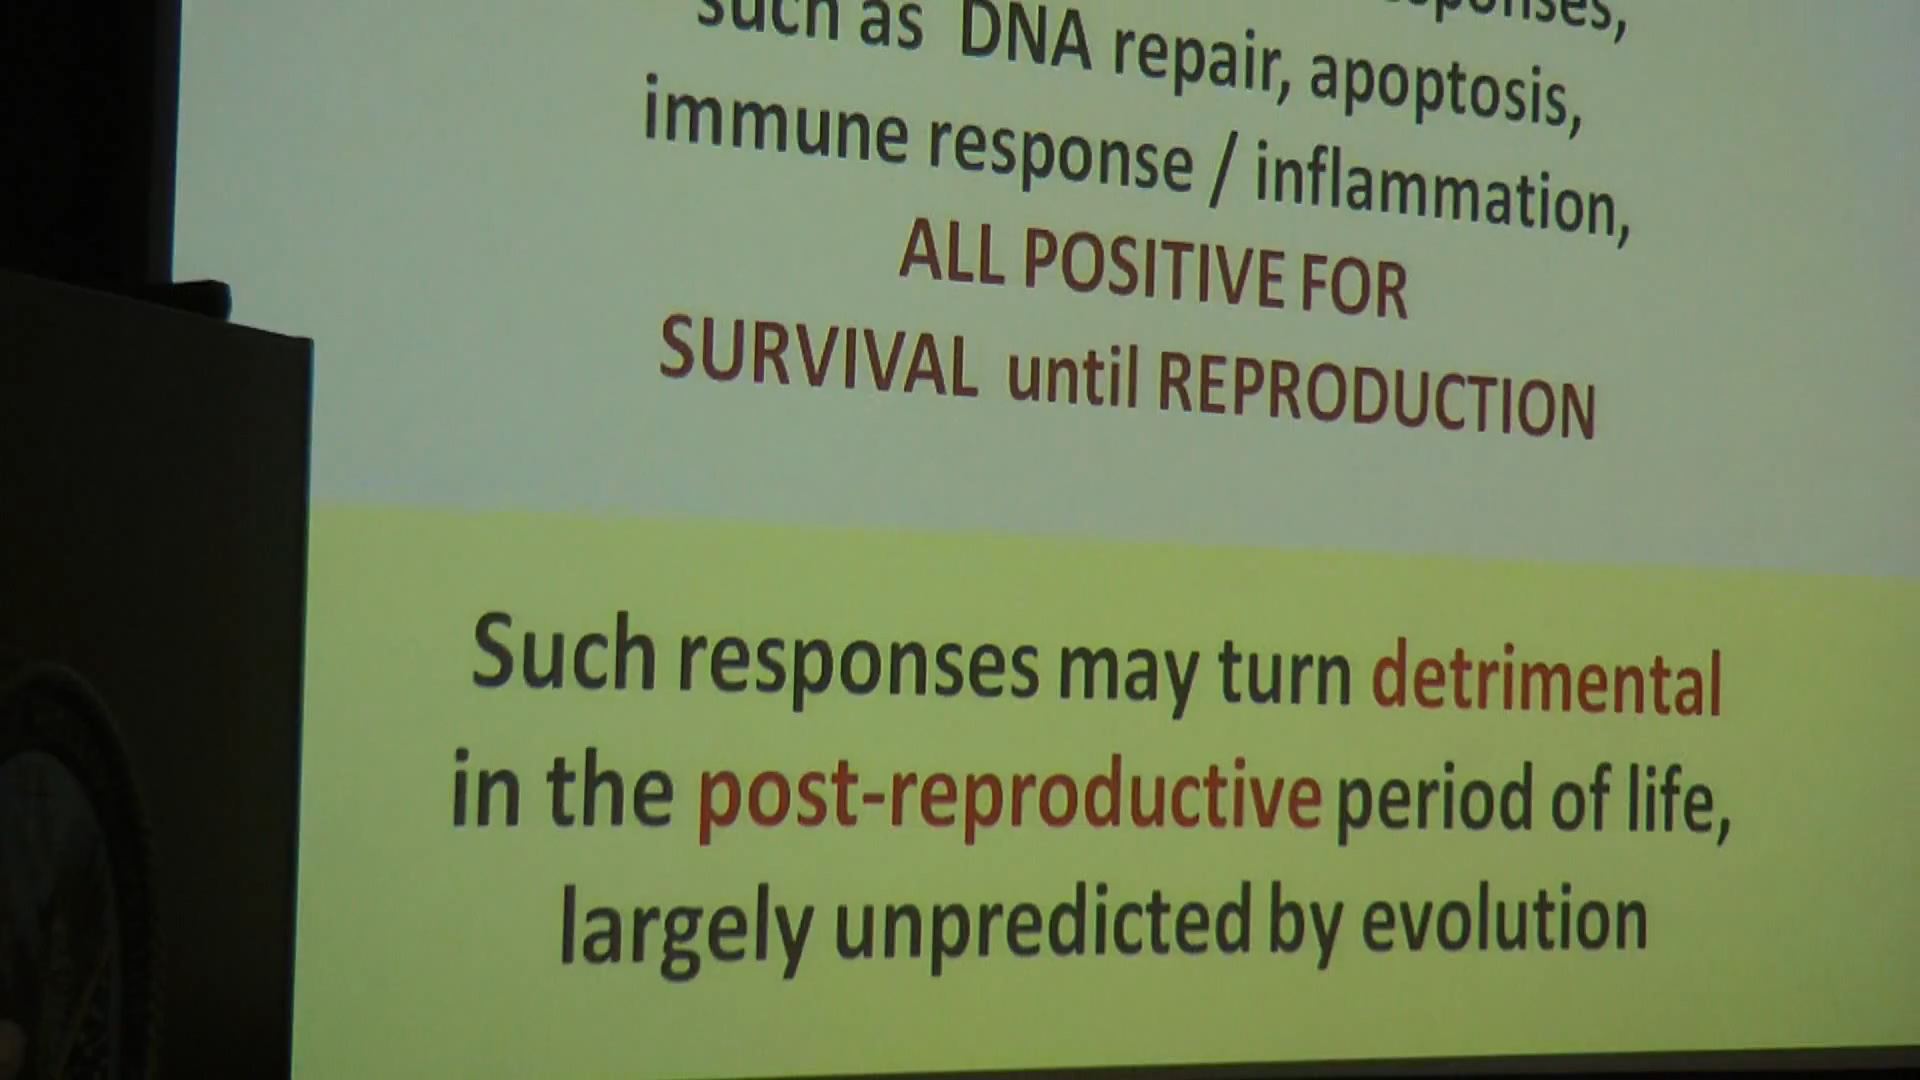 such as DNA repair, apoptosis,
immune response / inflammation,
ALL POSITIVE FOR
SURVIVAL until REPRODUCTION
Such responses may turn detrimental
in the post-reproductive period of life,
largely unpredicted by evolution